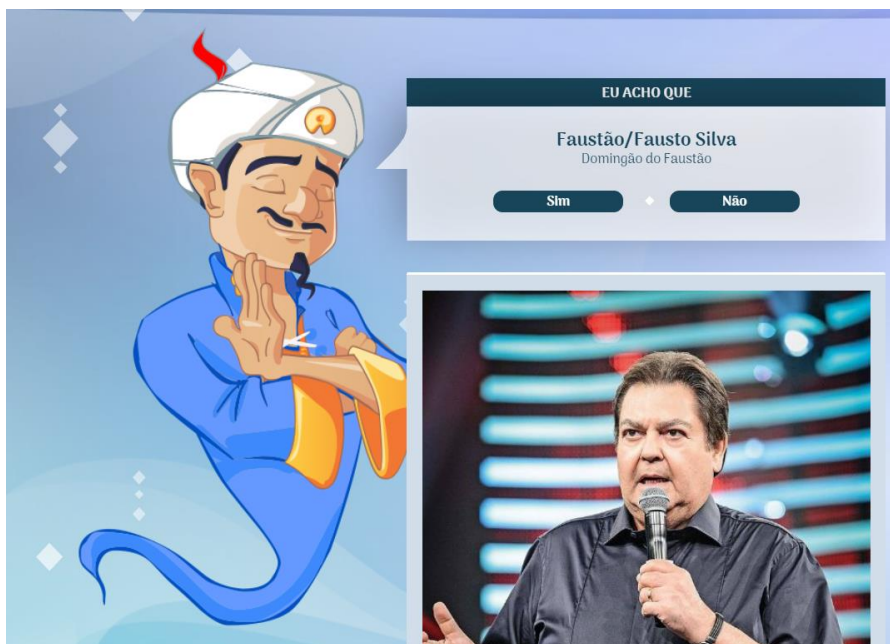 EU ACHO QUE
Faustão/Fausto Silva
Domingão do Faustão
Sim
Não